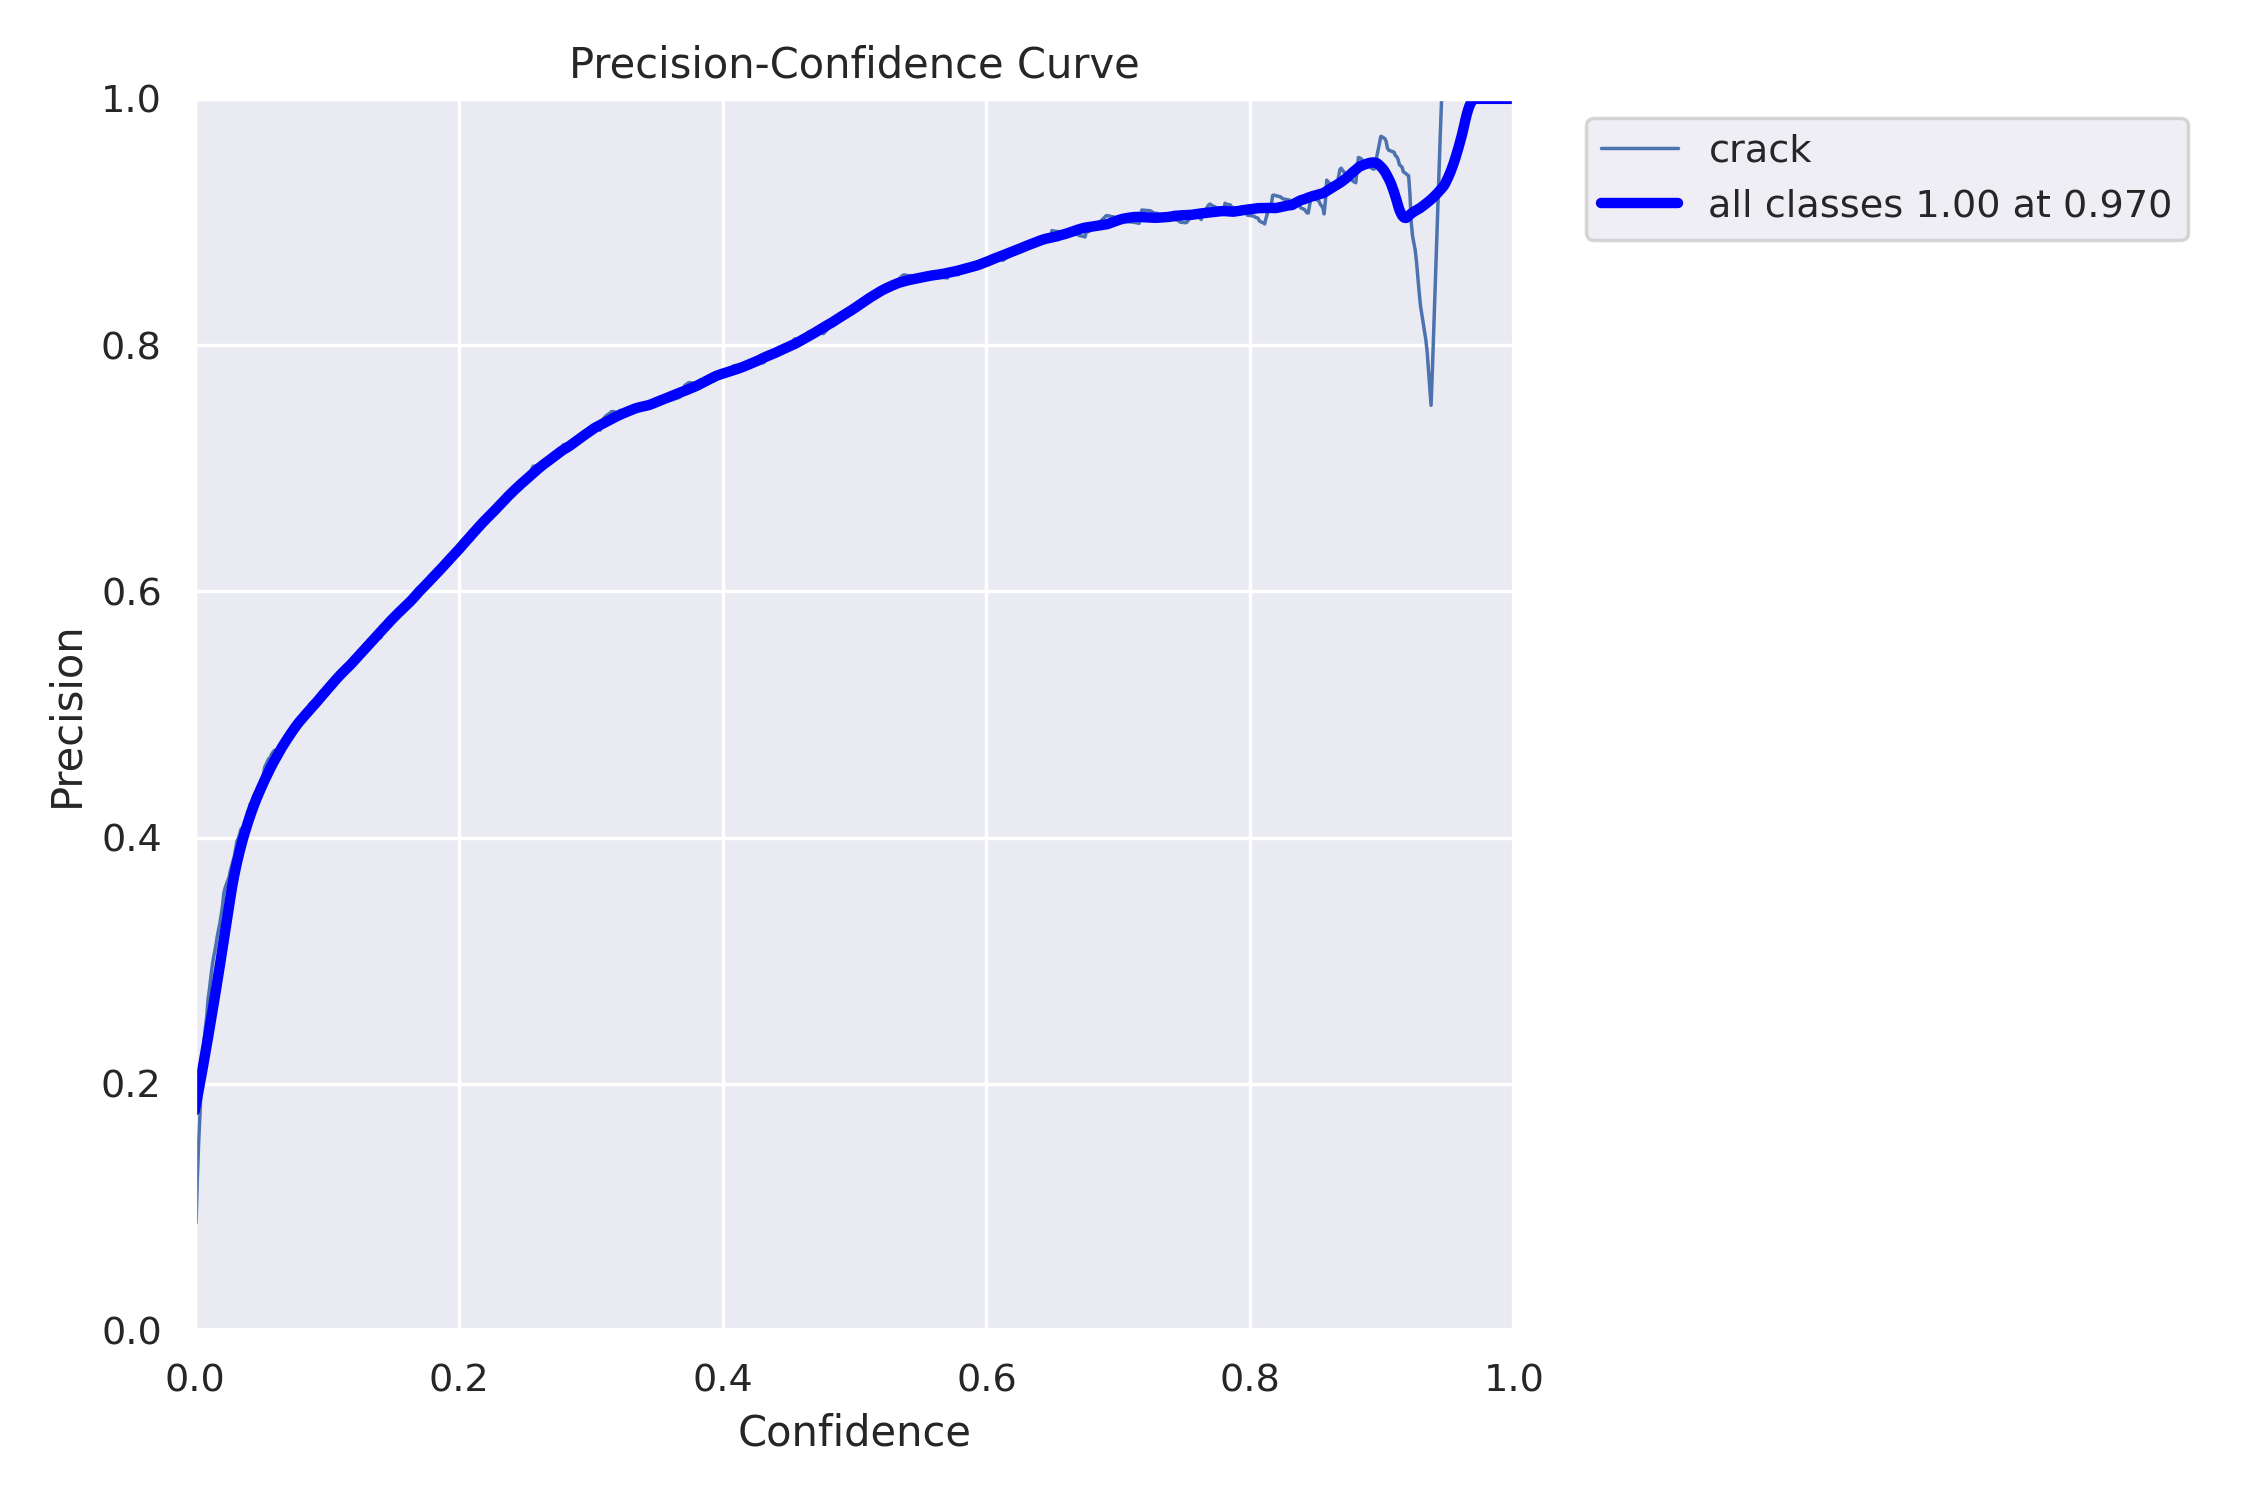 Precision-Confidence Curve
1.0
0.8
0.6
0.4
0.2
0.0
Precision
0.0 0.2 0.4 0.6 0.8 1.0
Confidence
crack
all classes 1.00 at 0.970